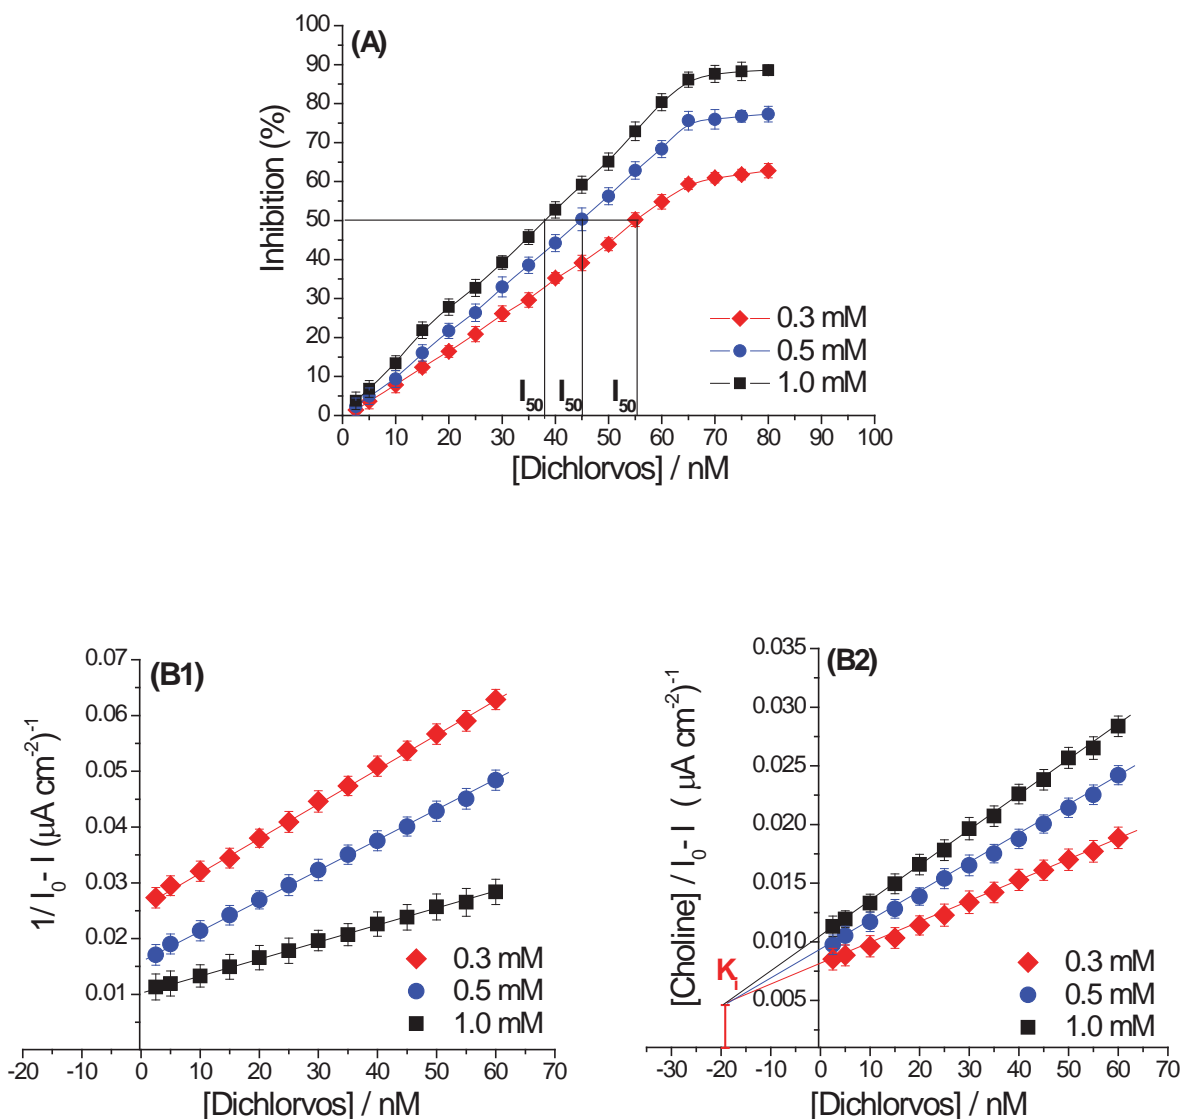 (A)
100
90
80
70
60
50
40
30
20
10
0
Inhibition (%)
0.3 mM
0.5 mM
1.0 mM
I50 I50 I50
0 10 20 30 40 50 60 70 80 90 100
[Dichlorvos] / nM
(B1)
0.07
0.06
0.05
0.04
0.03
0.02
0.01
1/ I0- I (µA cm-2)-1
0.3 mM
0.5 mM
1.0 mM
-20 -10 0 10 20 30 40 50 60 70
[Dichlorvos] / nM
(B2)
0.035
0.030
0.025
0.020
0.015
0.010
0.005
[Choline] / I0- I ( µA cm-2)-1
Ki
0.3 mM
0.5 mM
1.0 mM
-30 -20 -10 0 10 20 30 40 50 60 70
[Dichlorvos] / nM